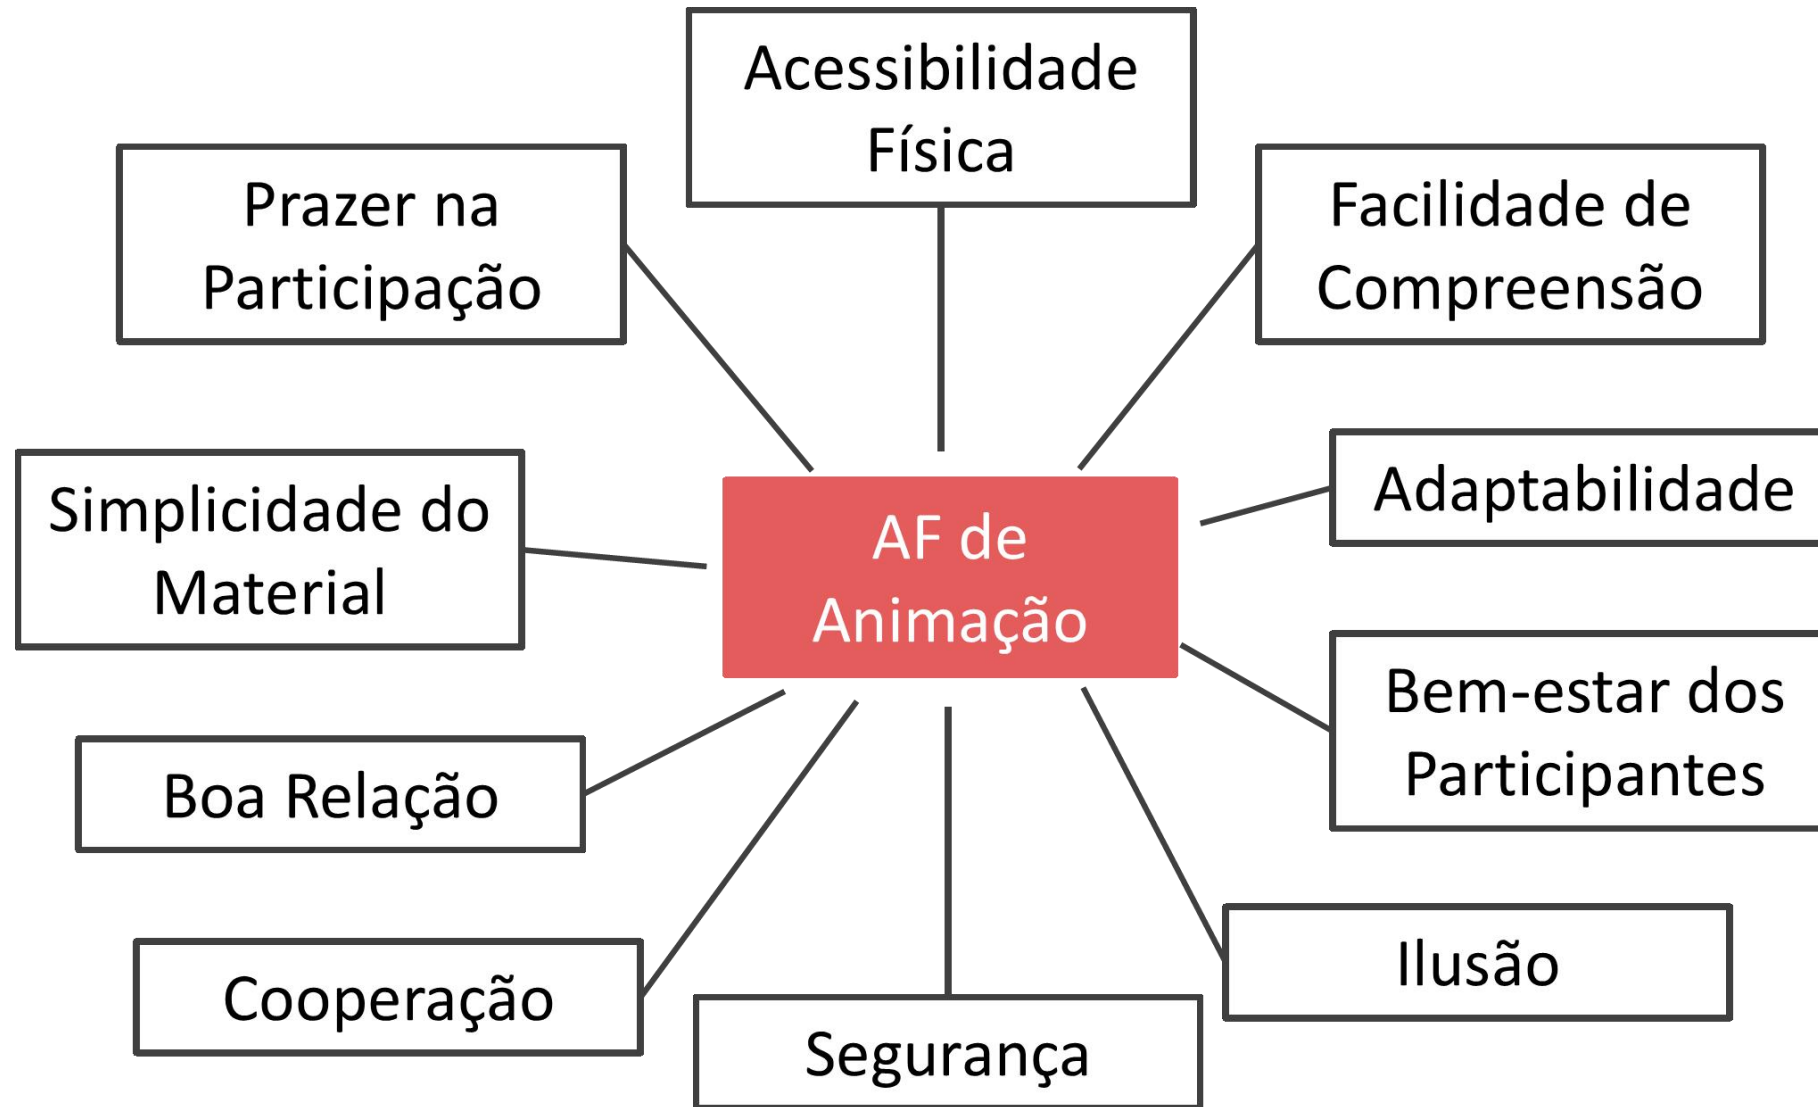 Acessibilidade
Física
Prazer na
Participação
Facilidade de
Compreensão
Simplicidade do
Material
AF de
Animação
Adaptabilidade
Bem-estar dos
Participantes
Boa Relação
Ilusão
Cooperação
Segurança